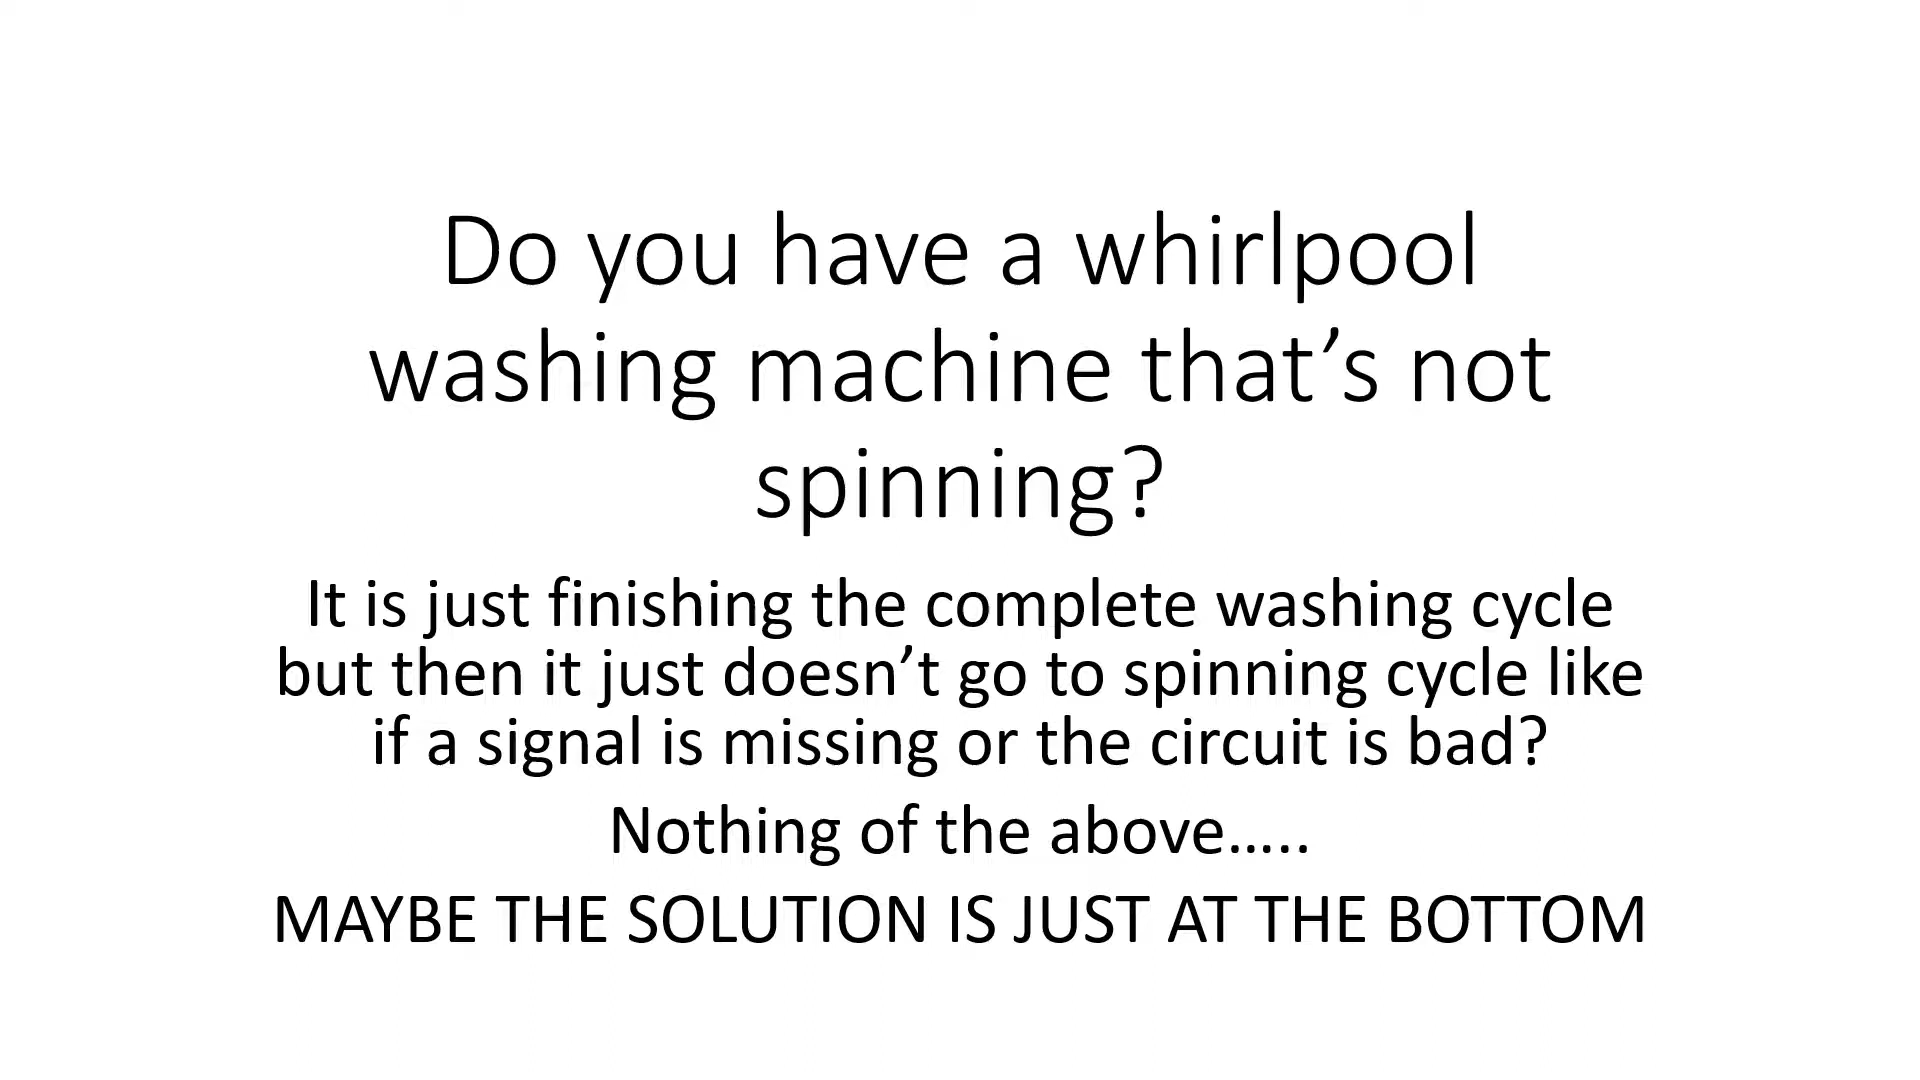 Do you have a whirlpool
washing machine that’s not
spinning?
It is just finishing the complete washing cycle
but then it just doesn’t go to spinning cycle like
if a signal is missing or the circuit is bad?
Nothing of the above…..
MAYBE THE SOLUTION IS JUST AT THE BOTTOM